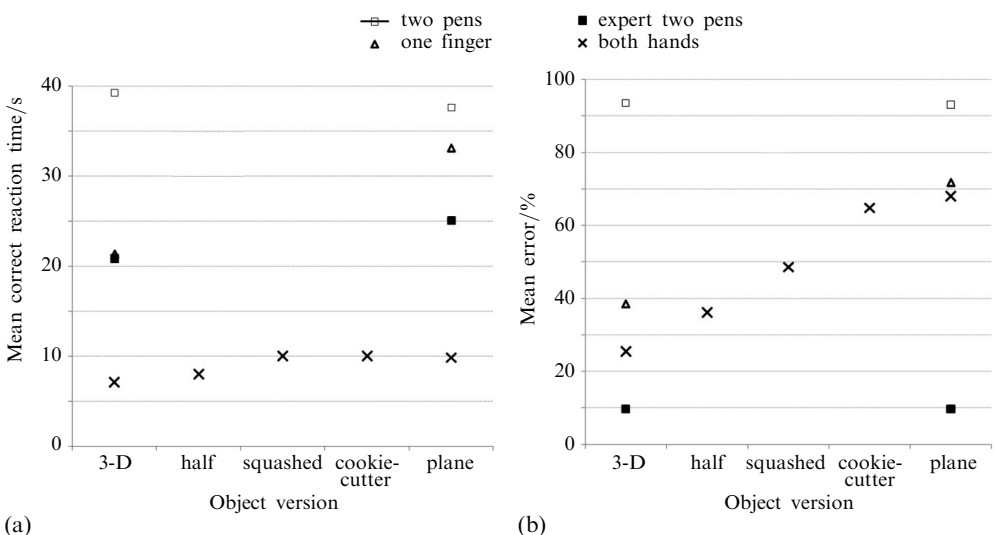 two pens
one finger
expert two pens
both hands
Mean correct reaction time/s
40
30
20
10
0
3-D half squashed cookie- plane
cutter
Object version
(a)
Mean error/%
100
80
60
40
20
0
3-D half squashed cookie- plane
cutter
Object version
(b)